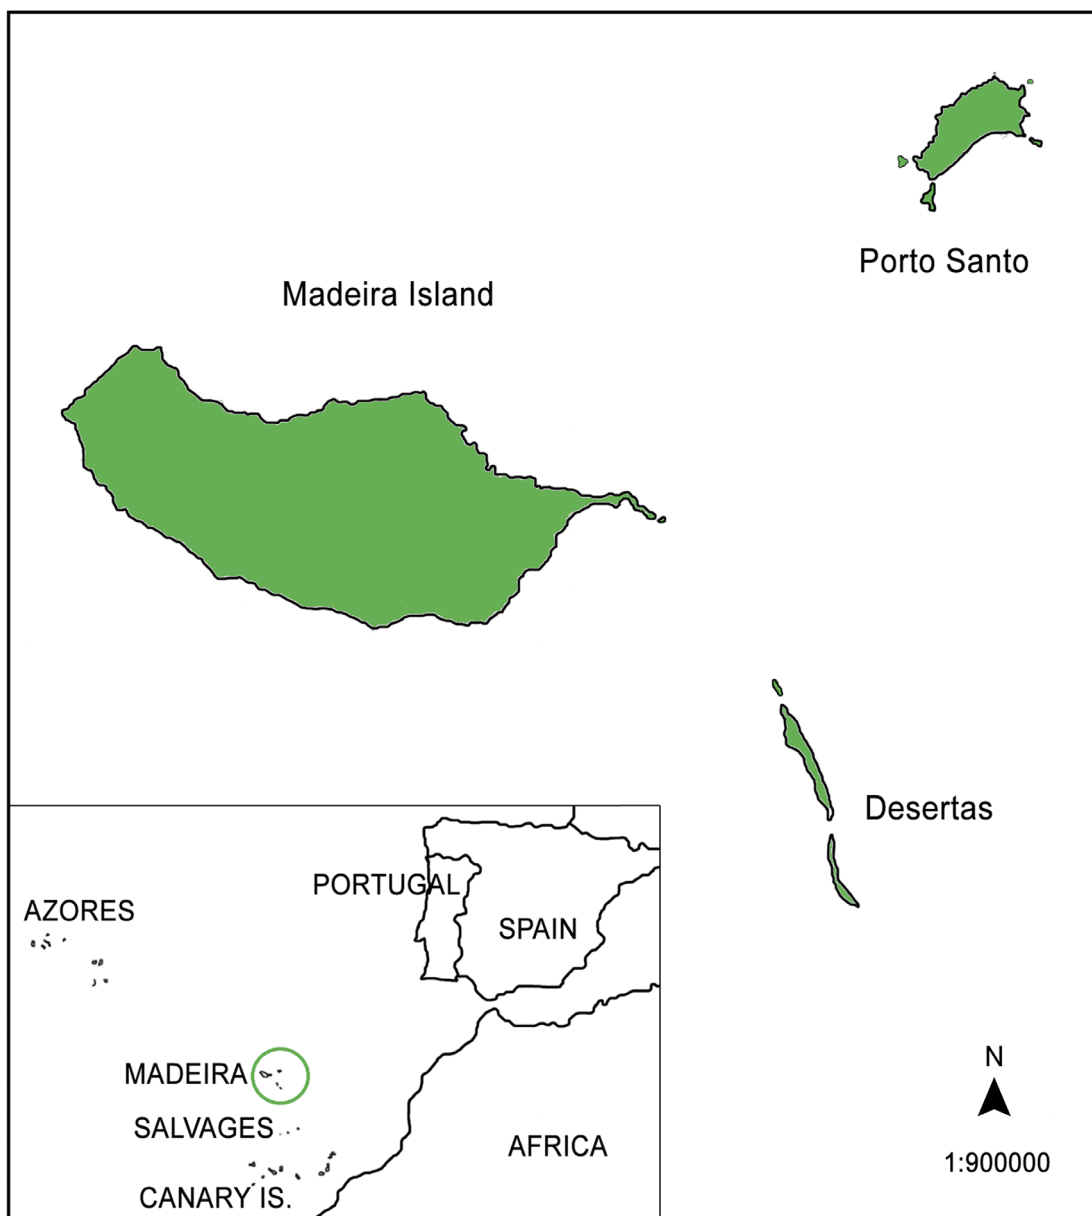 Porto Santo
Madeira Island
Desertas
PORTUGAL
AZORES
SPAIN
MADEIRA
SALVAGES
AFRICA
CANARY IS.
N
1:900000